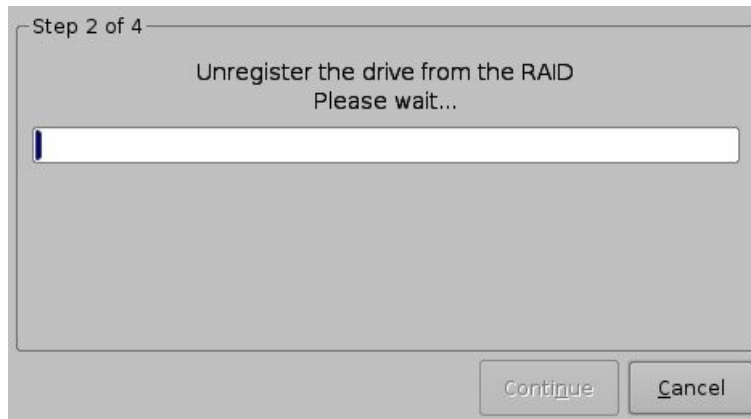 Step 2 of 4
Unregister the drive from the RAID
Please wait...
Continue
Cancel